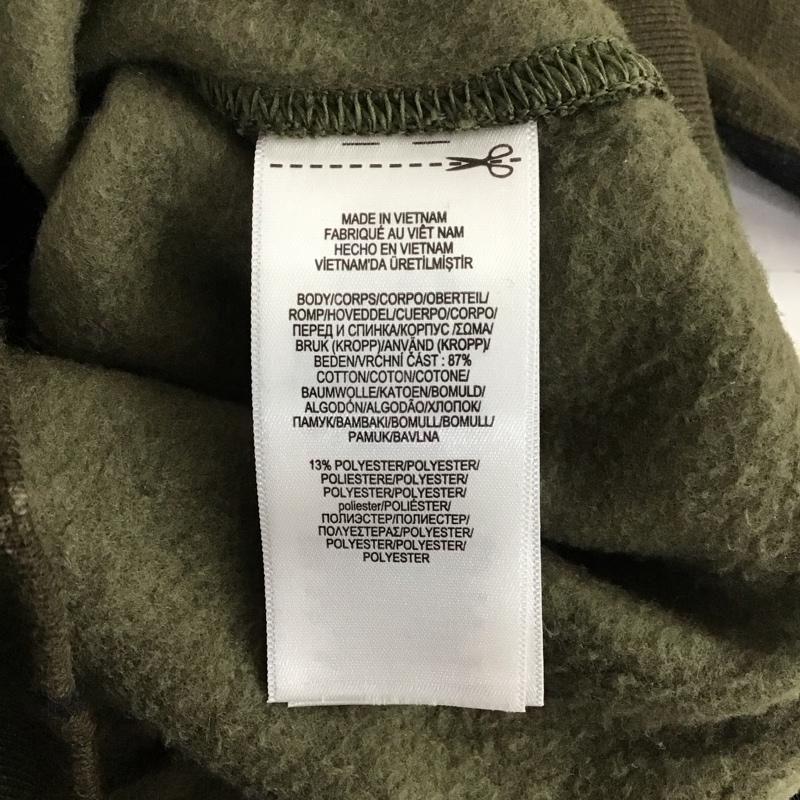 MADE IN VIETNAM
FABRIQUÉ AU VIÊT NAM
HECHO EN VIETNAM
VİETNAM'DA ÜRETİLMİŞTİR
BODY/CORPS/CORPO/OBERTEIL/
ROMP/HOVEDDEL/CUERPO/CORPO/
ПЕРЕД И СПИНКА/КОРПУС /ΣΩΜΑ/
BRUK (KROPP)/ANVÄND (KROPP)/
BEDEN/VRCHNÍ ČÁST : 87%
COTTON/COTON/COTONE/
BAUMWOLLE/KATOEN/BOMULD/
ALGODÓN/ALGODÃO/ХЛОПОК/
ПАМУК/ΒΑΜΒΑΚΙ/BOMULL/BOMULL/
PAMUK/BAVLNA
13% POLYESTER/POLYESTER/
POLIESTERE/POLYESTER/
POLYESTER/POLYESTER/
poliester/POLIÉSTER/
ПОЛИЭСТЕР/ПОЛИЕСТЕР/
ΠΟΛΥΕΣΤΕΡΑΣ/POLYESTER/
POLYESTER/POLYESTER/
POLYESTER